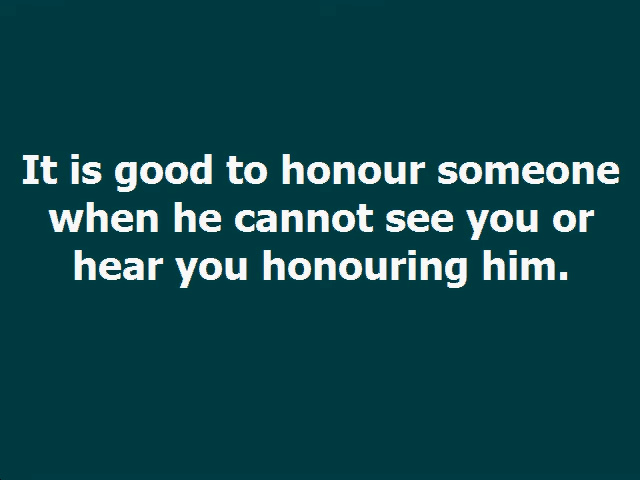 It is good to honour someone
when he cannot see you or
hear you honouring him.